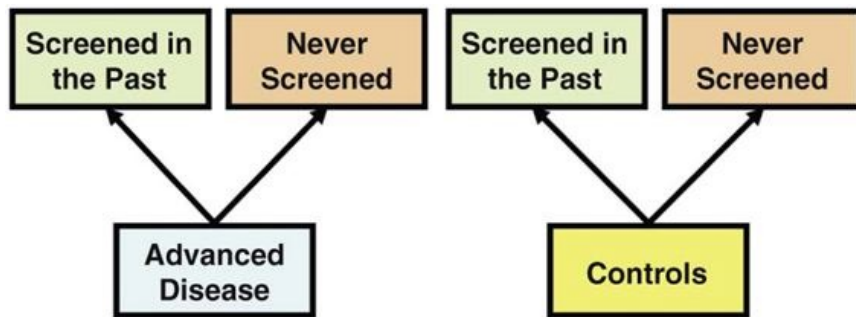 Screened in
the Past
Never
Screened
Screened in
the Past
Never
Screened
Advanced
Disease
Controls